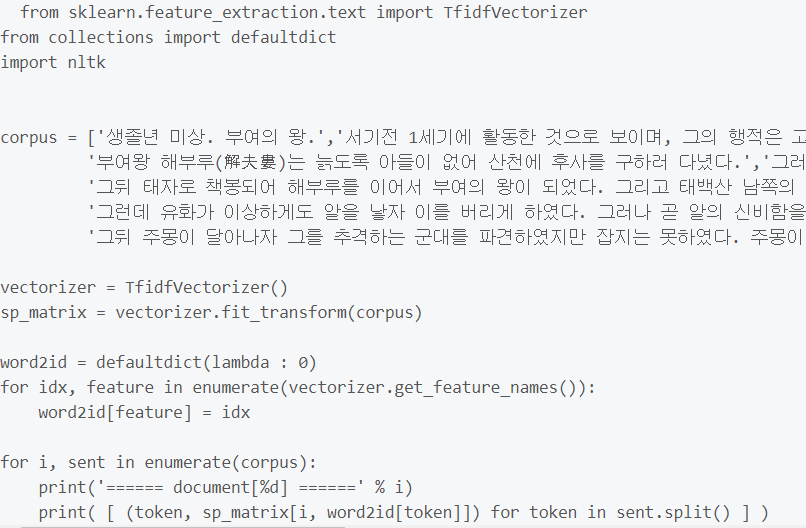 from sklearn.feature_extraction.text import TfidfVectorizer
from collections import defaultdict
import nltk
corpus = ['생졸년 미상. 부여의 왕.','서기전 1세기에 활동한 것으로 보이며, 그의 행적은 고
'부여왕 해부루(解夫婁)는 늙도록 아들이 없어 산천에 후사를 구하러 다녔다.','그러
'그뒤 태자로 책봉되어 해부루를 이어서 부여의 왕이 되었다. 그리고 태백산 남쪽의
'그런데 유화가 이상하게도 알을 낳자 이를 버리게 하였다. 그러나 곧 알의 신비함을
'그뒤 주몽이 달아나자 그를 추격하는 군대를 파견하였지만 잡지는 못하였다. 주몽이
vectorizer = TfidfVectorizer()
sp_matrix = vectorizer.fit_transform(corpus)
word2id = defaultdict(lambda : 0)
for idx, feature in enumerate(vectorizer.get_feature_names()):
word2id[feature] = idx
for i, sent in enumerate(corpus):
print('====== document[%d] ======' % i)
print( [ (token, sp_matrix[i, word2id[token]]) for token in sent.split() ] )